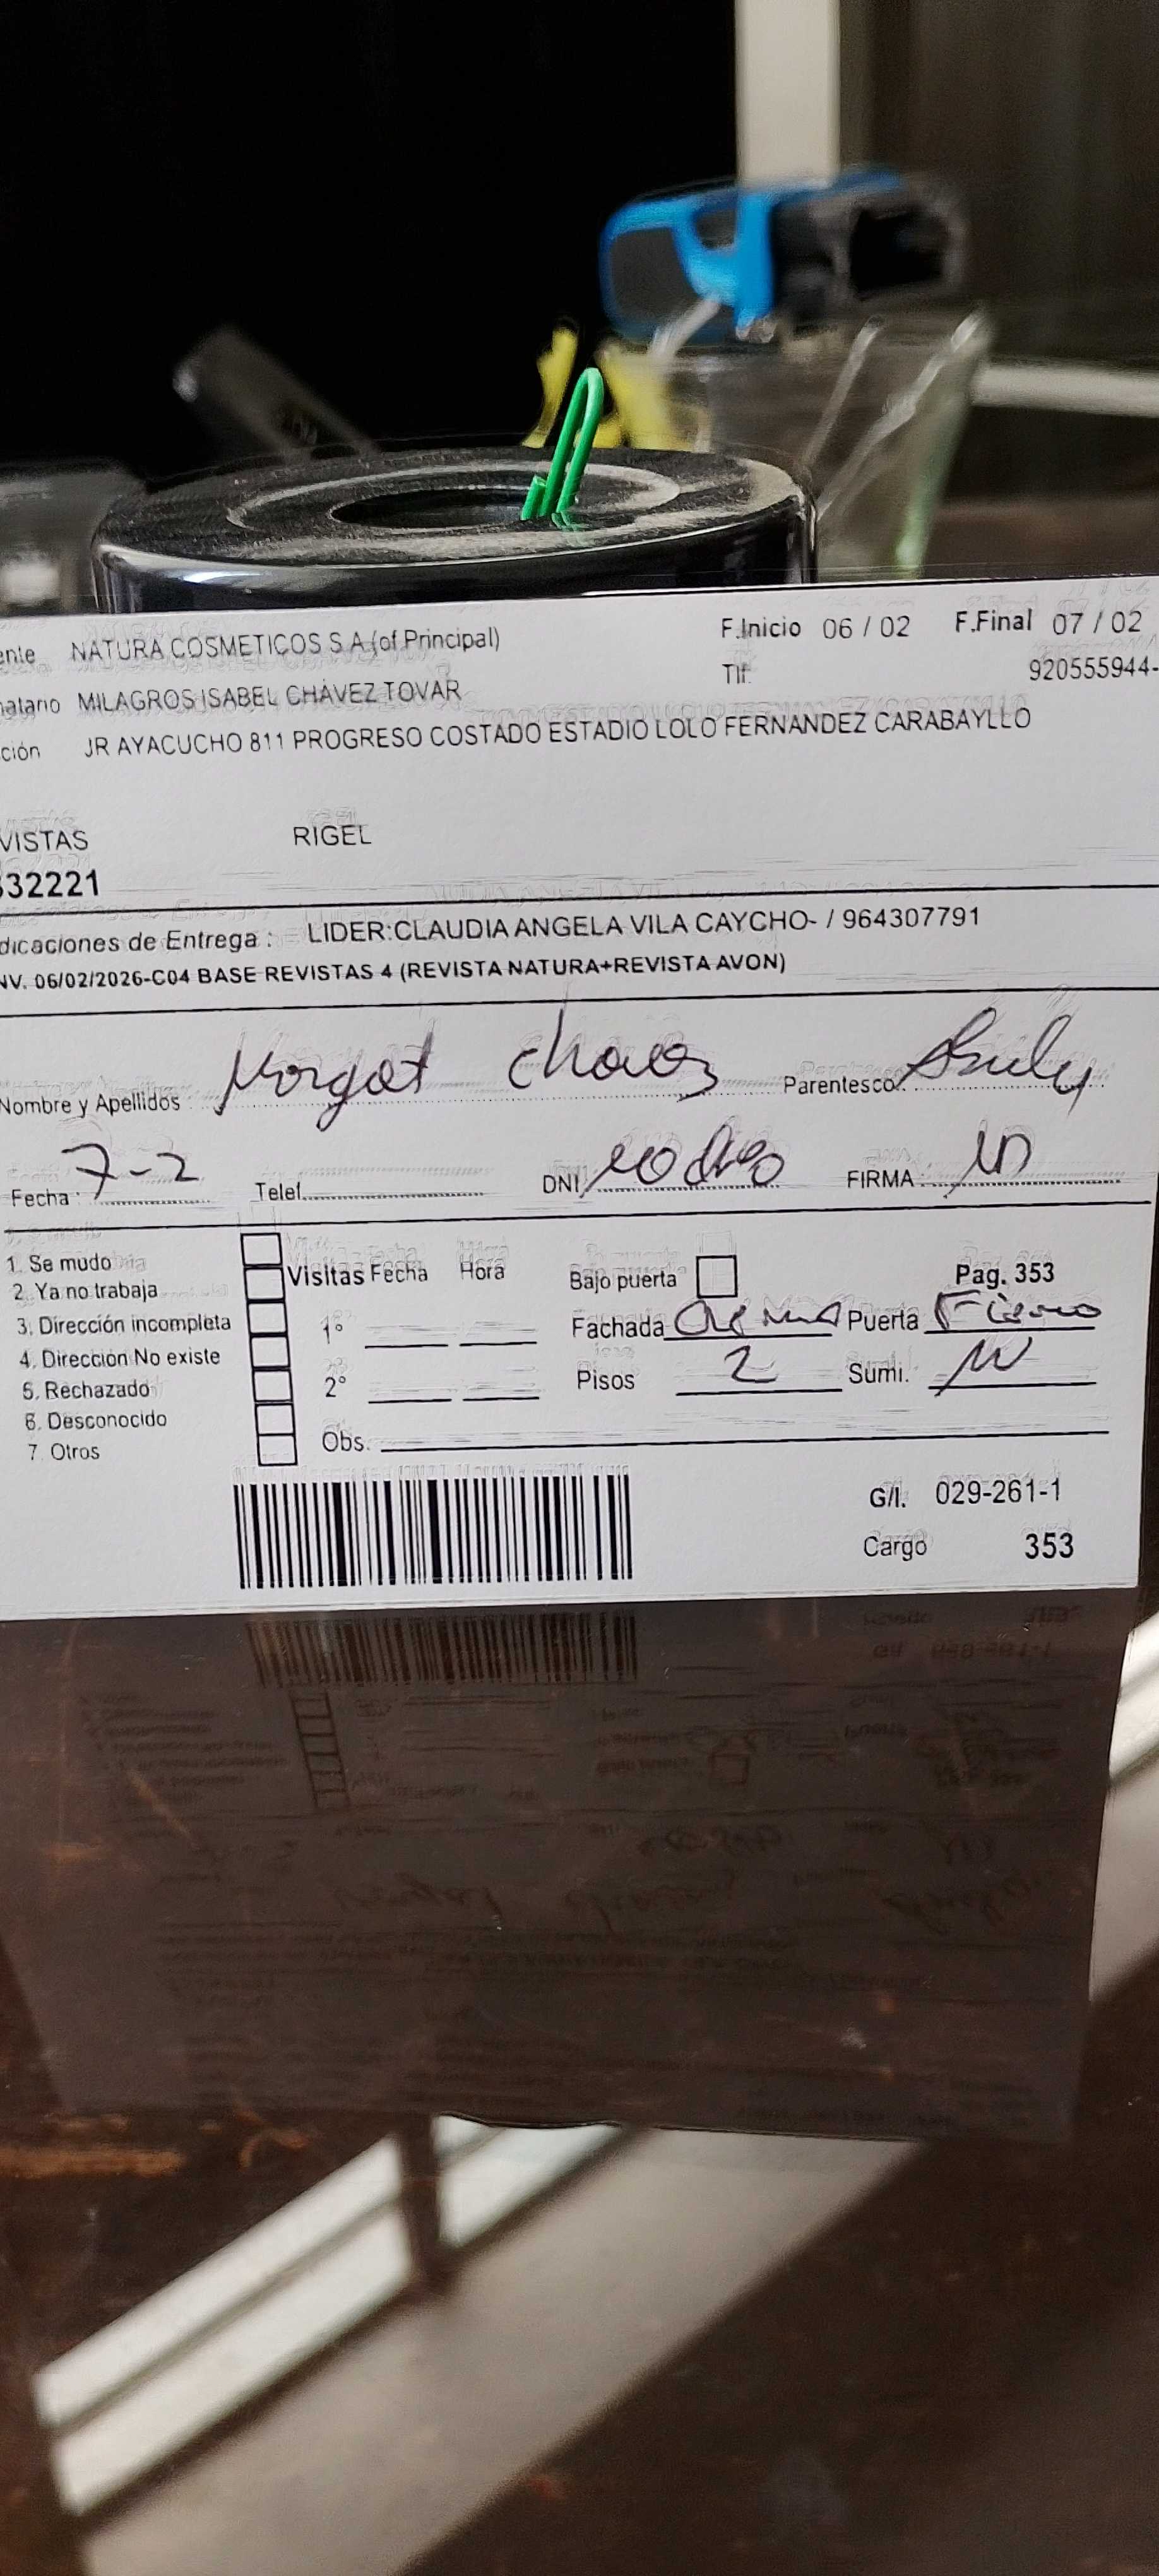 ente NATURA COSMETICOS S A (of Principal) F.Inicio 06 / 02 F.Final 07 / 02
Tlf. 920555944-
natario MILAGROS ISABEL CHAVEZ TOVAR
ción JR AYACUCHO 811 PROGRESO COSTADO ESTADIO LOLO FERNANDEZ CARABAYLLO
VISTAS RIGEL
332221
dicaciones de Entrega : LIDER:CLAUDIA ANGELA VILA CAYCHO- / 964307791
NV. 06/02/2026-C04 BASE REVISTAS 4 (REVISTA NATURA+REVISTA AVON)
Nombre y Apellidos : Chavez Parentesco:
Fecha : 7-2 Telef. DNI FIRMA :
1. Se mudo
2. Ya no trabaja
3. Dirección incompleta
4. Dirección No existe
5. Rechazado
6. Desconocido
7. Otros
Visitas Fecha Hora
1º
2º
Obs.
Bajo puerta Pag. 353
Fachada Puerta Fierro
Pisos 2 Sumi.
G/I. 029-261-1
Cargo 353